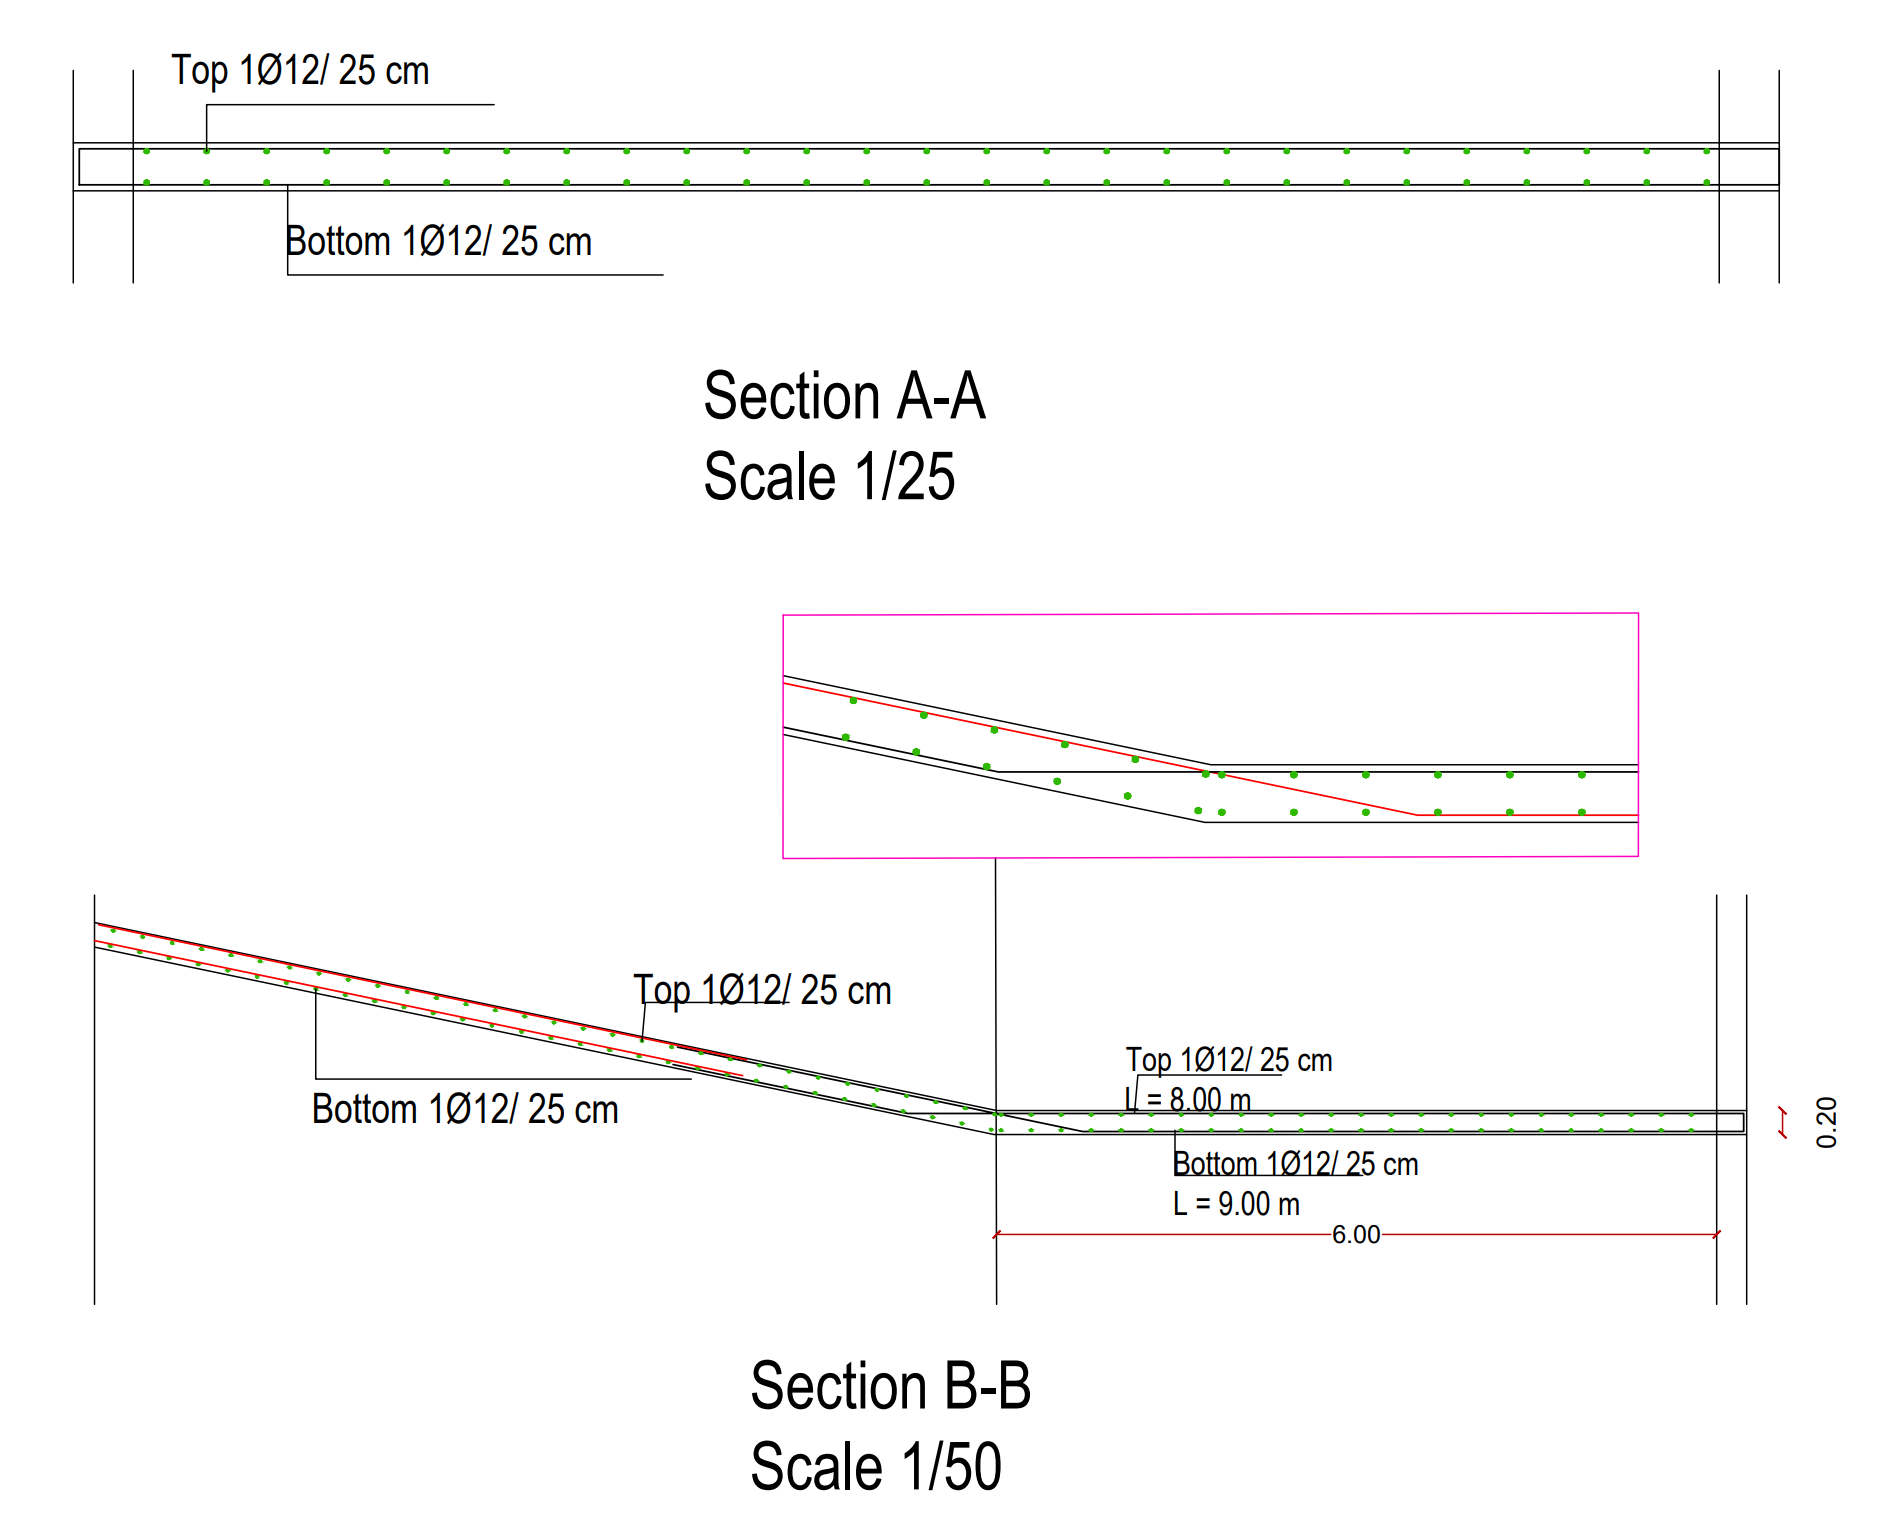 Top 1Ø12/ 25 cm
Bottom 1Ø12/ 25 cm
Section A-A
Scale 1/25
Top 1Ø12/ 25 cm
Bottom 1Ø12/ 25 cm
Top 1Ø12/ 25 cm
L = 8.00 m
Bottom 1Ø12/ 25 cm
L = 9.00 m
6.00
0.20
Section B-B
Scale 1/50